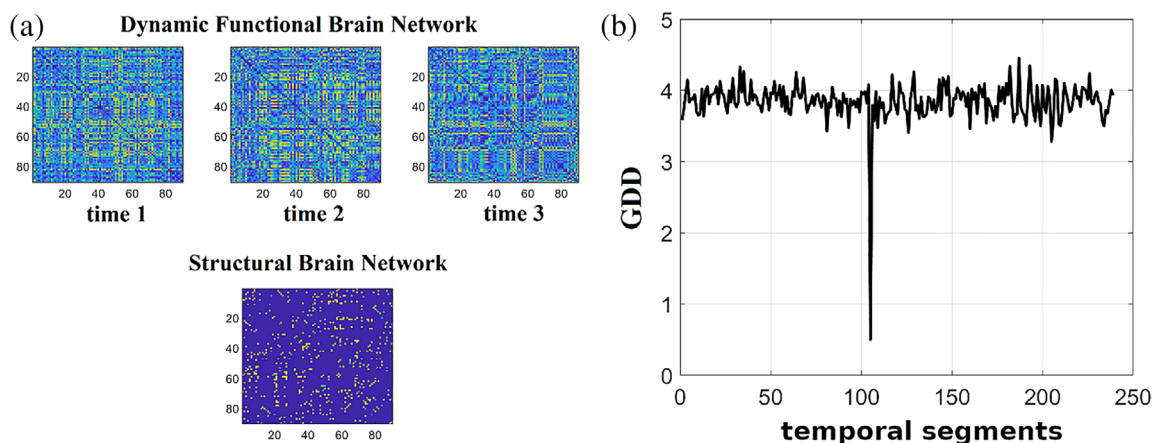 (a)
Dynamic Functional Brain Network
20
40
60
80
20 40 60 80
time 1
20
40
60
80
20 40 60 80
time 2
20
40
60
80
20 40 60 80
time 3
Structural Brain Network
20
40
60
80
20 40 60 80
(b)
GDD
5
4
3
2
1
0
0 50 100 150 200 250
temporal segments